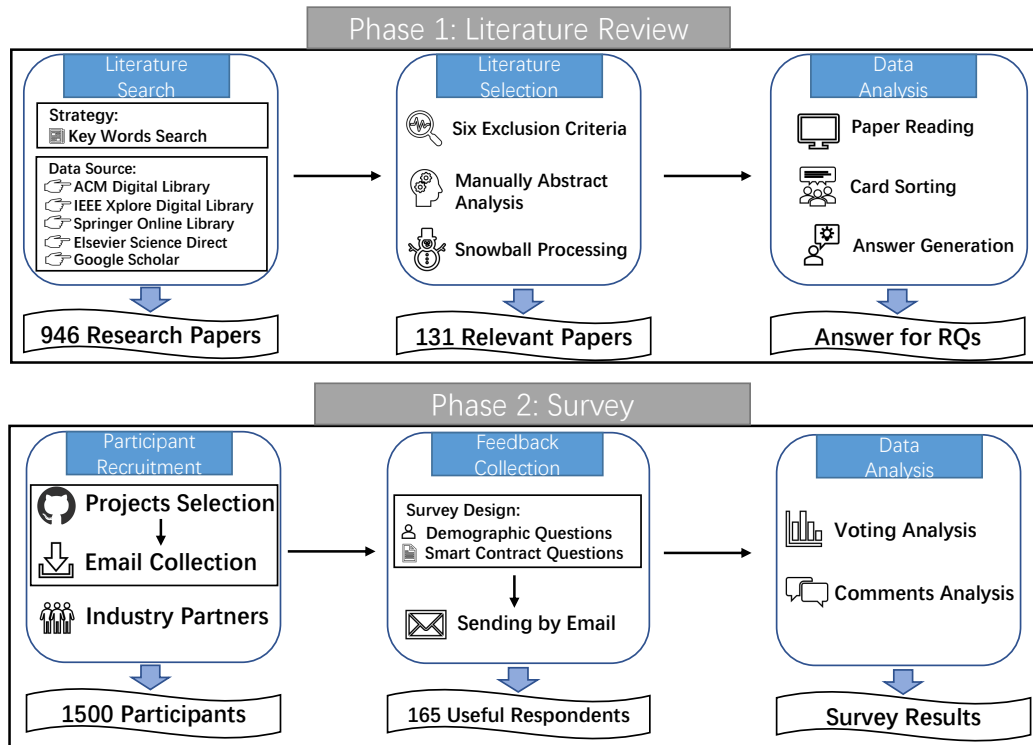 Phase 1: Literature Review
Literature
Search
Strategy:
Key Words Search
Data Source:
ACM Digital Library
IEEE Xplore Digital Library
Springer Online Library
Elsevier Science Direct
Google Scholar
946 Research Papers
Literature
Selection
Six Exclusion Criteria
Manually Abstract
Analysis
Snowball Processing
131 Relevant Papers
Data
Analysis
Paper Reading
Card Sorting
Answer Generation
Answer for RQs
Phase 2: Survey
Participant
Recruitment
Projects Selection
Email Collection
Industry Partners
1500 Participants
Feedback
Collection
Survey Design:
Demographic Questions
Smart Contract Questions
Sending by Email
165 Useful Respondents
Data
Analysis
Voting Analysis
Comments Analysis
Survey Results